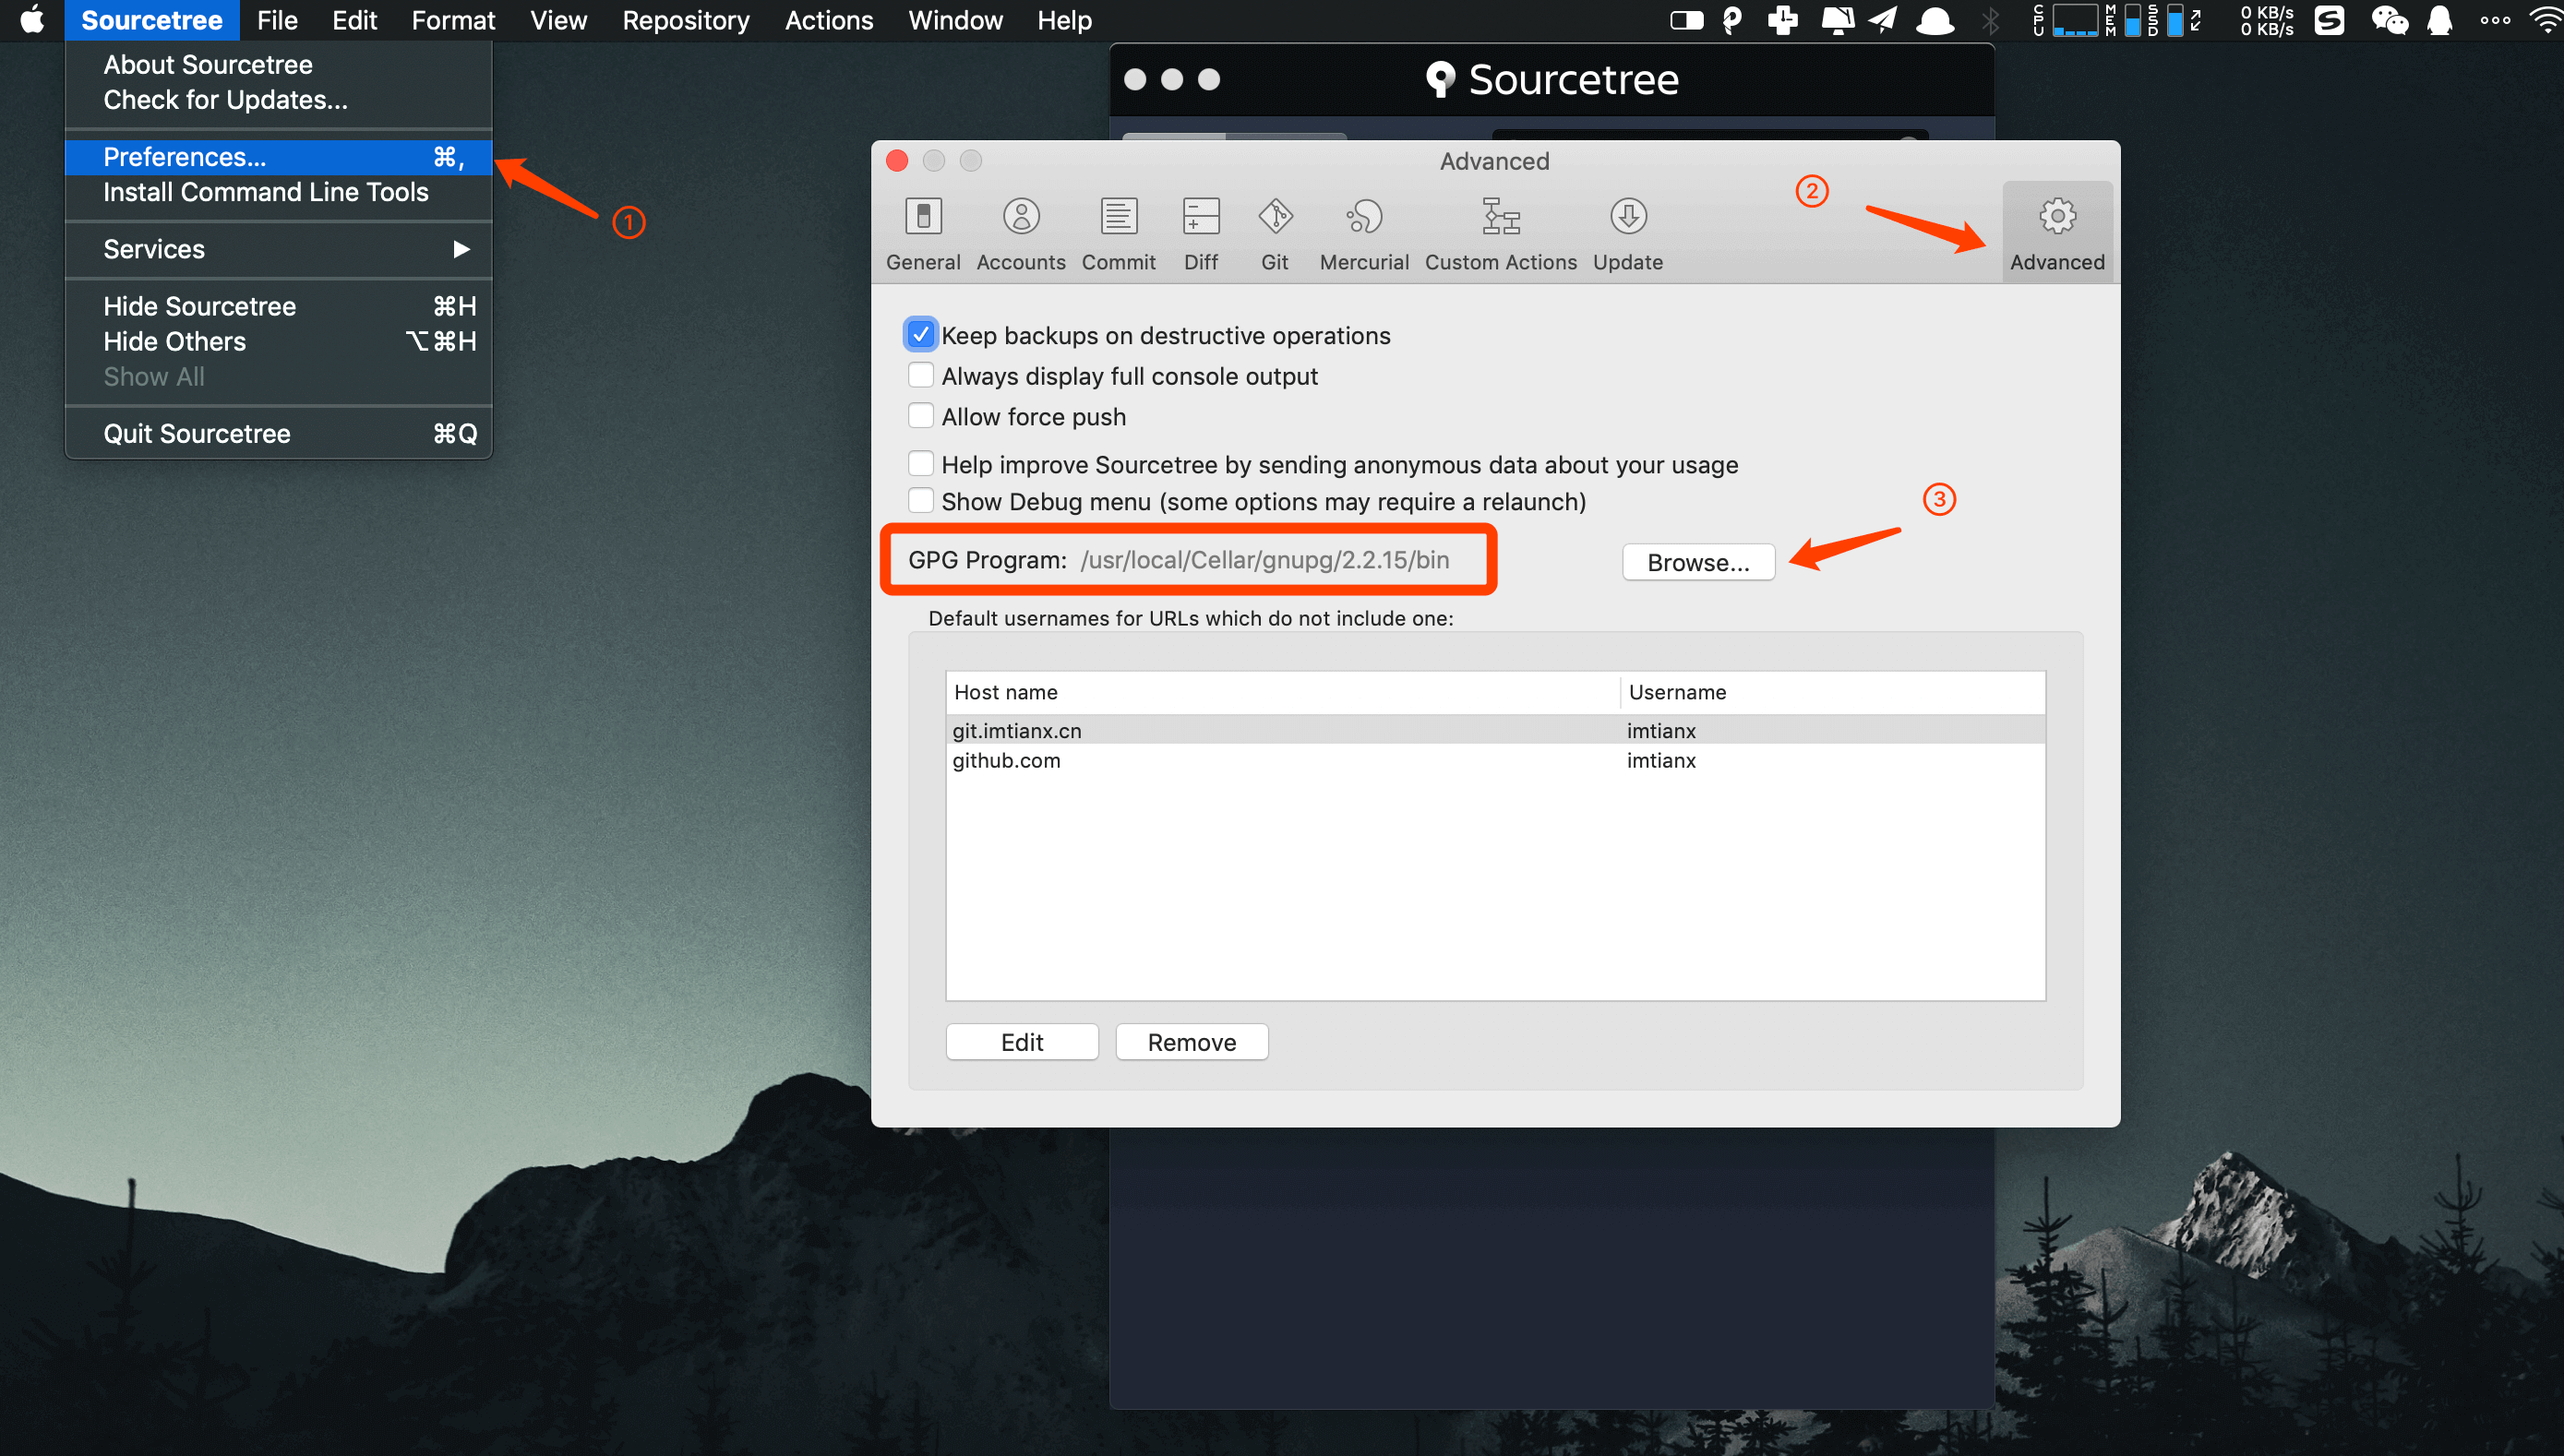 Sourcetree File Edit Format View Repository Actions Window Help
CPU MEM SSD 0 KB/s
0 KB/s
About Sourcetree
Check for Updates...
Preferences... ⌘,
Install Command Line Tools
Services ▶
Hide Sourcetree ⌘H
Hide Others ⌥⌘H
Show All
Quit Sourcetree ⌘Q
①
Sourcetree
Advanced
②
General Accounts Commit Diff Git Mercurial Custom Actions Update Advanced
Keep backups on destructive operations
Always display full console output
Allow force push
Help improve Sourcetree by sending anonymous data about your usage
Show Debug menu (some options may require a relaunch)
③
GPG Program: /usr/local/Cellar/gnupg/2.2.15/bin Browse...
Default usernames for URLs which do not include one:
Host name Username
git.imtianx.cn imtianx
github.com imtianx
Edit Remove